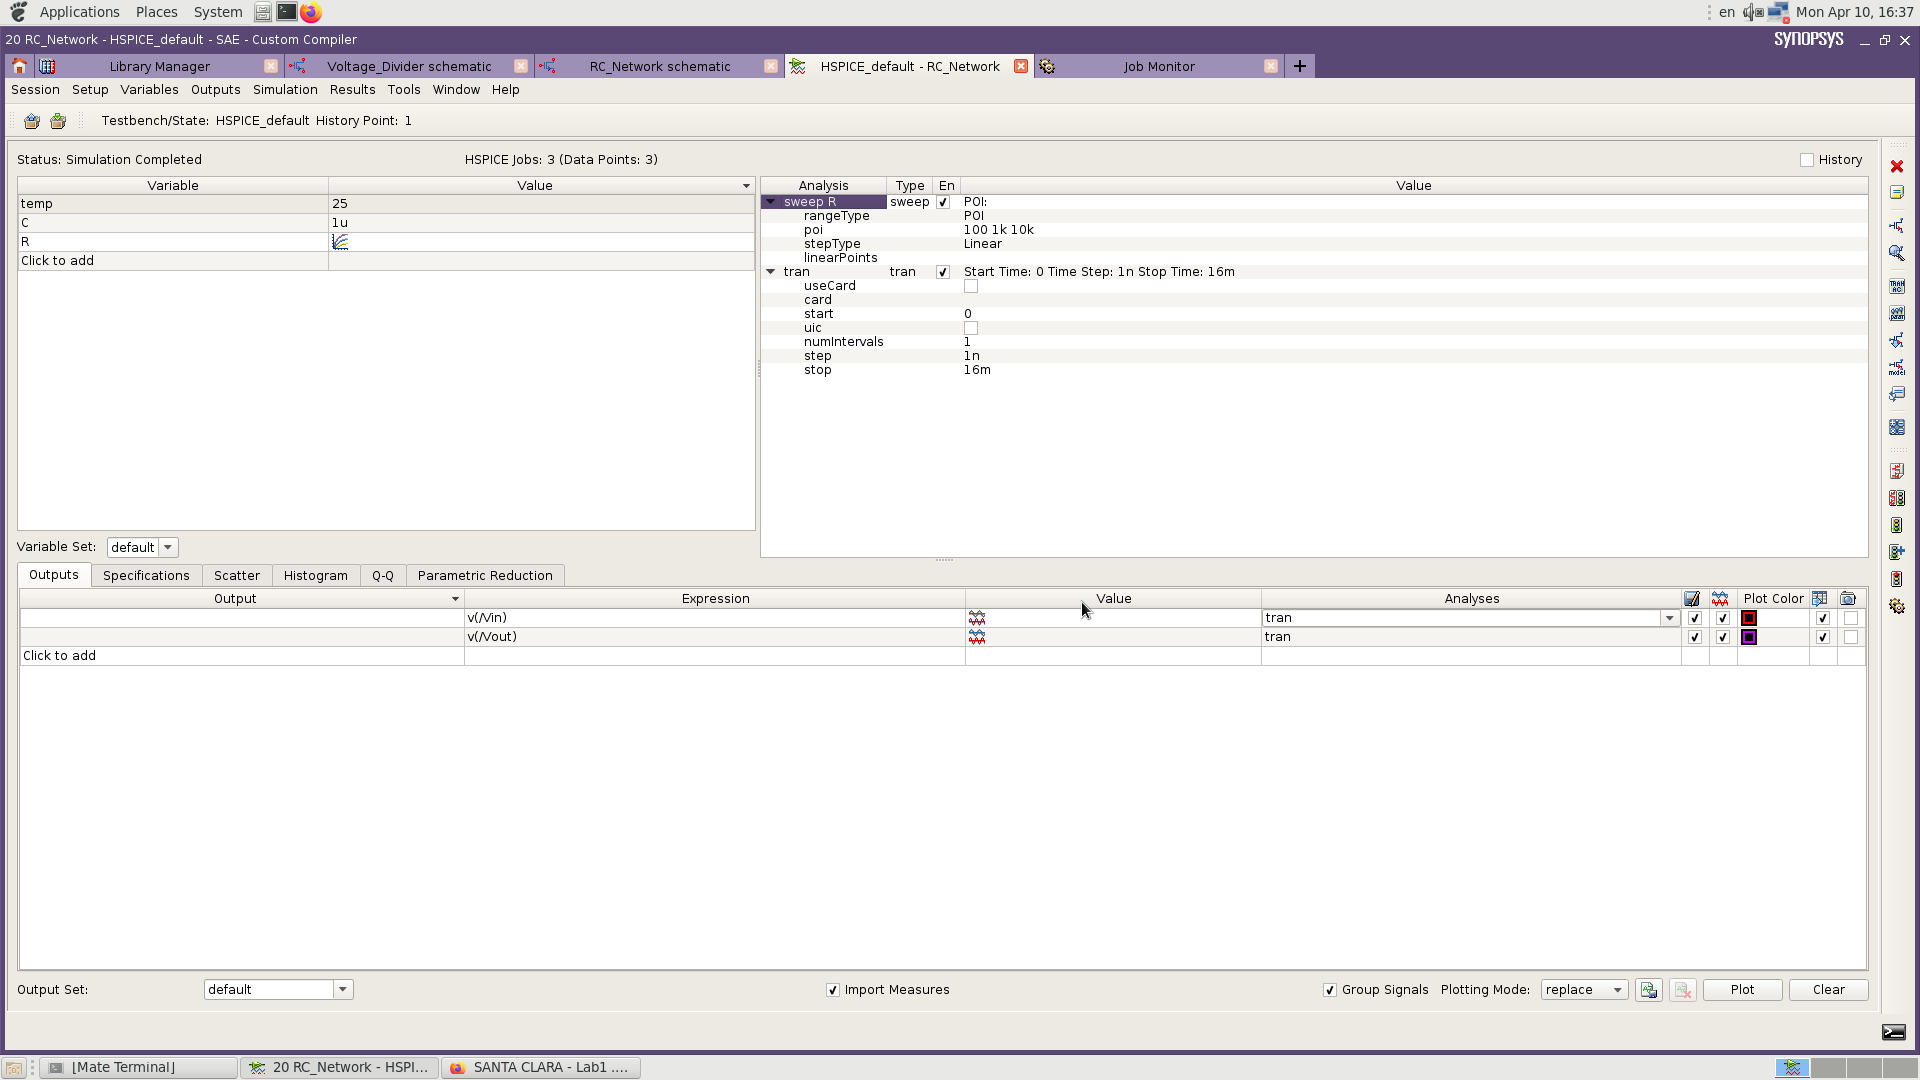 Applications Places System
en Mon Apr 10, 16:37
20 RC_Network - HSPICE_default - SAE - Custom Compiler
SYNOPSYS
Library Manager Voltage_Divider schematic RC_Network schematic HSPICE_default - RC_Network Job Monitor
Session Setup Variables Outputs Simulation Results Tools Window Help
Testbench/State: HSPICE_default History Point: 1
Status: Simulation Completed HSPICE Jobs: 3 (Data Points: 3) History
Variable Value
temp 25
C 1u
R
Click to add
Analysis Type En Value
sweep R sweep POI:
rangeType POI
poi 100 1k 10k
stepType Linear
linearPoints
tran tran Start Time: 0 Time Step: 1n Stop Time: 16m
useCard
card
start 0
uic
numIntervals 1
step 1n
stop 16m
Variable Set: default
Outputs Specifications Scatter Histogram Q-Q Parametric Reduction
Output Expression Value Analyses Plot Color
v(/Vin) tran
v(/Vout) tran
Click to add
Output Set: default Import Measures Group Signals Plotting Mode: replace Plot Clear
[Mate Terminal] 20 RC_Network - HSPI... SANTA CLARA - Lab1 ....